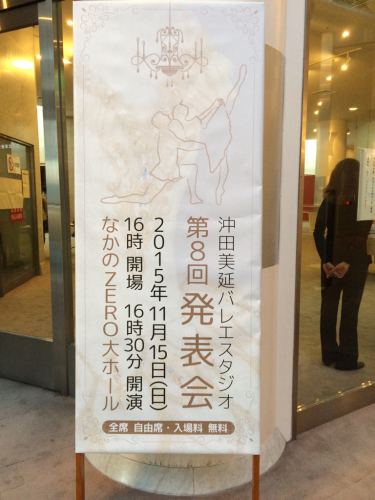 沖田美延バレエスタジオ
第8回 発表会
2015年 11月15日(日)
16時 開場 16時30分 開演
なかのZERO大ホール
全席 自由席・入場料 無料